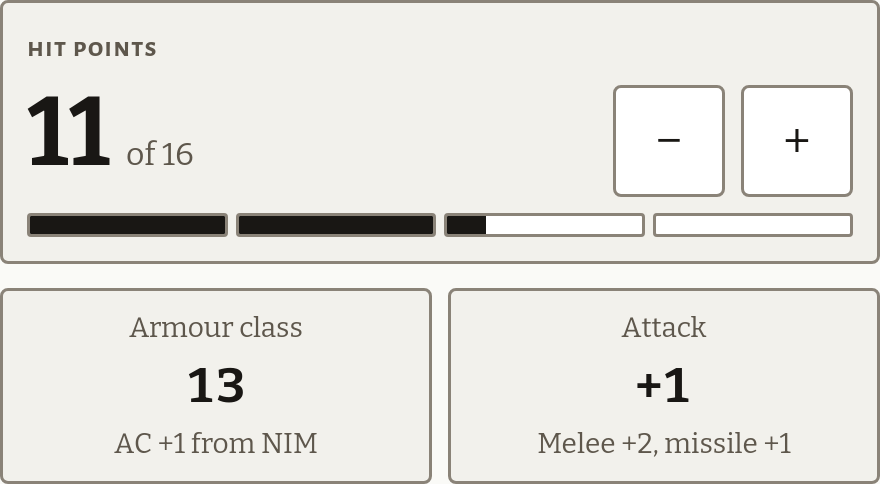 HIT POINTS
11 of 16
− +
Armour class
13
AC +1 from NIM
Attack
+1
Melee +2, missile +1